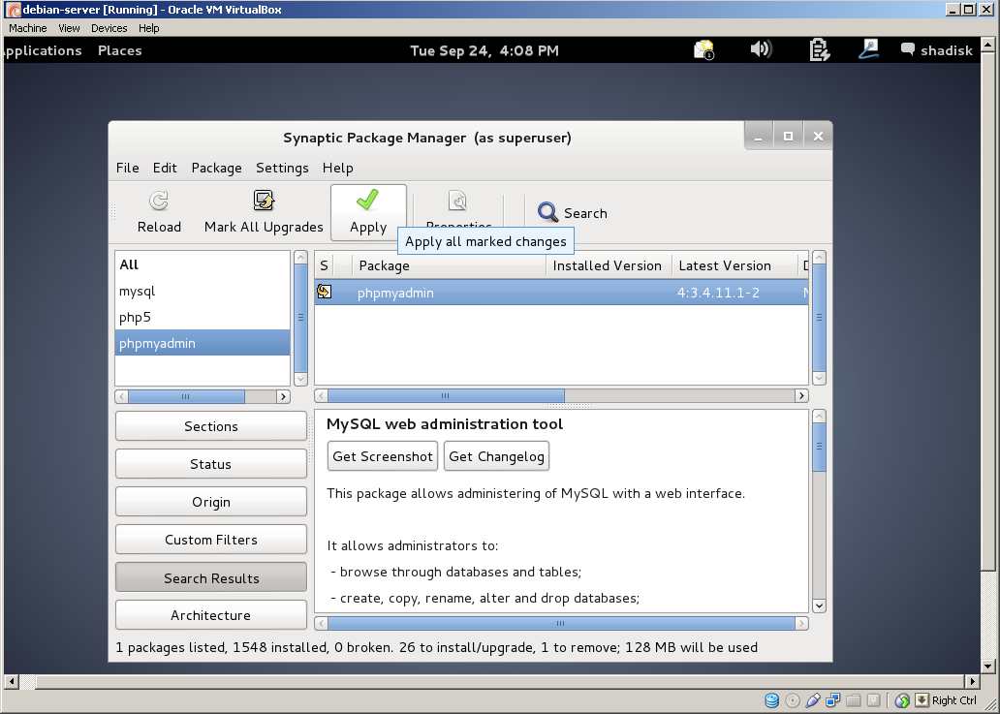 debian-server [Running] - Oracle VM VirtualBox
Machine View Devices Help
pplications Places Tue Sep 24, 4:08 PM 1 shadisk
Synaptic Package Manager (as superuser)
File Edit Package Settings Help
Reload Mark All Upgrades Apply Properties Search
Apply all marked changes
All
mysql
php5
phpmyadmin
S Package Installed Version Latest Version D
phpmyadmin 4:3.4.11.1-2 M
Sections
Status
Origin
Custom Filters
Search Results
Architecture
MySQL web administration tool
Get Screenshot Get Changelog
This package allows administering of MySQL with a web interface.
It allows administrators to:
- browse through databases and tables;
- create, copy, rename, alter and drop databases;
1 packages listed, 1548 installed, 0 broken. 26 to install/upgrade, 1 to remove; 128 MB will be used
Right Ctrl